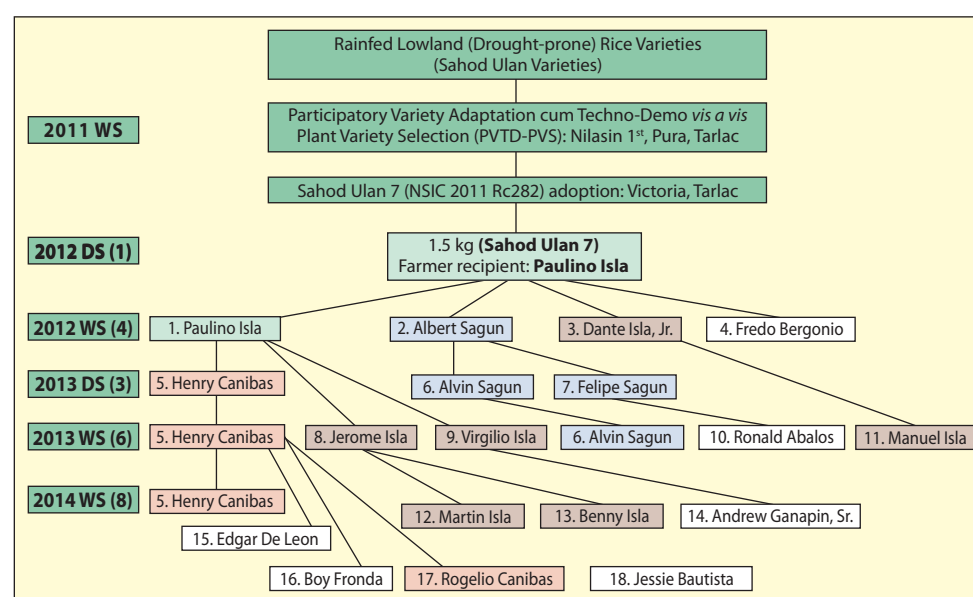 Rainfed Lowland (Drought-prone) Rice Varieties
(Sahod Ulan Varieties)
2011 WS
Participatory Variety Adaptation cum Techno-Demo vis a vis
Plant Variety Selection (PVTD-PVS): Nilasin 1st, Pura, Tarlac
Sahod Ulan 7 (NSIC 2011 Rc282) adoption: Victoria, Tarlac
2012 DS (1)
1.5 kg (Sahod Ulan 7)
Farmer recipient: Paulino Isla
2012 WS (4)
1. Paulino Isla
2. Albert Sagun
3. Dante Isla, Jr.
4. Fredo Bergonio
2013 DS (3)
5. Henry Canibas
6. Alvin Sagun
7. Felipe Sagun
2013 WS (6)
5. Henry Canibas
8. Jerome Isla
9. Virgilio Isla
6. Alvin Sagun
10. Ronald Abalos
11. Manuel Isla
2014 WS (8)
5. Henry Canibas
12. Martin Isla
13. Benny Isla
14. Andrew Ganapin, Sr.
15. Edgar De Leon
16. Boy Fronda
17. Rogelio Canibas
18. Jessie Bautista